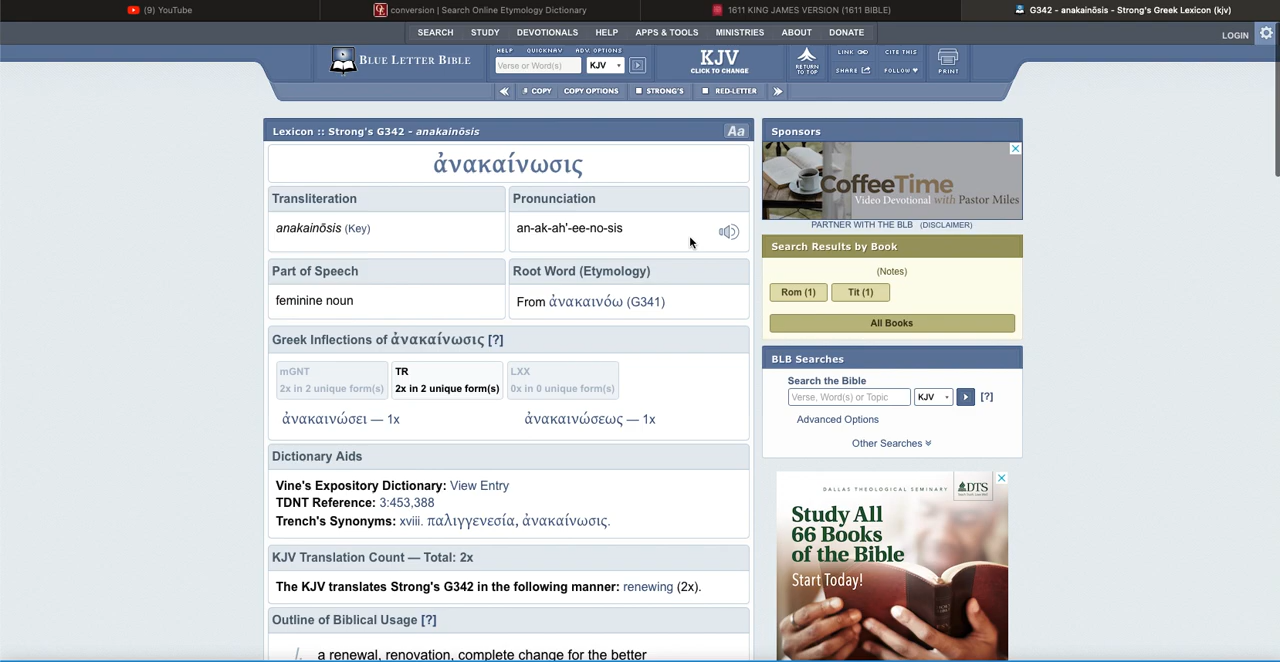 (9) YouTube
conversion | Search Online Etymology Dictionary
1611 KING JAMES VERSION (1611 BIBLE)
G342 - anakainōsis - Strong's Greek Lexicon (kjv)
SEARCH STUDY DEVOTIONALS HELP APPS & TOOLS MINISTRIES ABOUT DONATE
LOGIN
BLUE LETTER BIBLE
HELP QUICKNAV ADV. OPTIONS
Verse or Word(s) KJV
KJV
CLICK TO CHANGE
RETURN
TO TOP
LINK CITE THIS
SHARE FOLLOW
PRINT
COPY COPY OPTIONS STRONG'S RED-LETTER
Lexicon :: Strong's G342 - anakainōsis
Aa
ἀνακαίνωσις
Transliteration
anakainōsis (Key)
Pronunciation
an-ak-ah'-ee-no-sis
Part of Speech
feminine noun
Root Word (Etymology)
From ἀνακαινόω (G341)
Greek Inflections of ἀνακαίνωσις [?]
mGNT
2x in 2 unique form(s)
TR
2x in 2 unique form(s)
LXX
0x in 0 unique form(s)
ἀνακαινώσει — 1x
ἀνακαινώσεως — 1x
Dictionary Aids
Vine's Expository Dictionary: View Entry
TDNT Reference: 3:453,388
Trench's Synonyms: xviii. παλιγγενεσία, ἀνακαίνωσις.
KJV Translation Count — Total: 2x
The KJV translates Strong's G342 in the following manner: renewing (2x).
Outline of Biblical Usage [?]
I. a renewal, renovation, complete change for the better
Sponsors
CoffeeTime
Video Devotional with Pastor Miles
PARTNER WITH THE BLB (DISCLAIMER)
Search Results by Book
(Notes)
Rom (1) Tit (1)
All Books
BLB Searches
Search the Bible
Verse, Word(s) or Topic KJV [?]
Advanced Options
Other Searches
DALLAS THEOLOGICAL SEMINARY DTS
Study All
66 Books
of the Bible
Start Today!